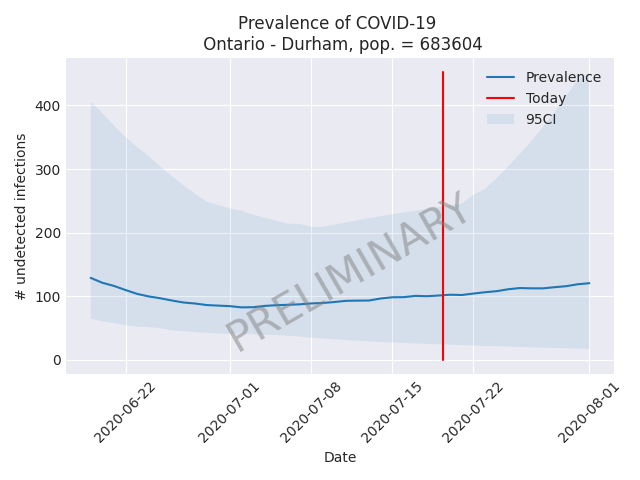 Prevalence of COVID-19
Ontario - Durham, pop. = 683604
Prevalence
Today
95CI
400
300
200
100
0
# undetected infections
PRELIMINARY
2020-06-22
2020-07-01
2020-07-08
2020-07-15
2020-07-22
2020-08-01
Date